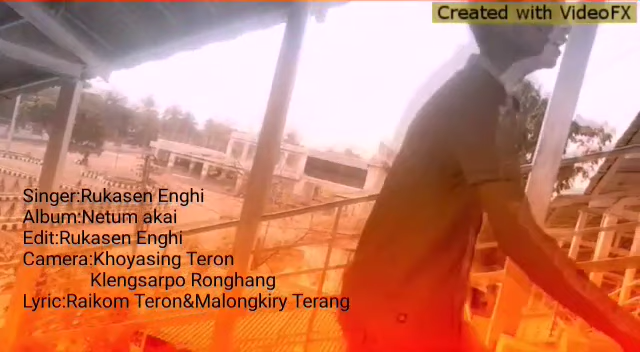 Created with VideoFX
Singer:Rukasen Enghi
Album:Netum akai
Edit:Rukasen Enghi
Camera:Khoyasing Teron
Klengsarpo Ronghang
Lyric:Raikom Teron&Malongkiry Terang